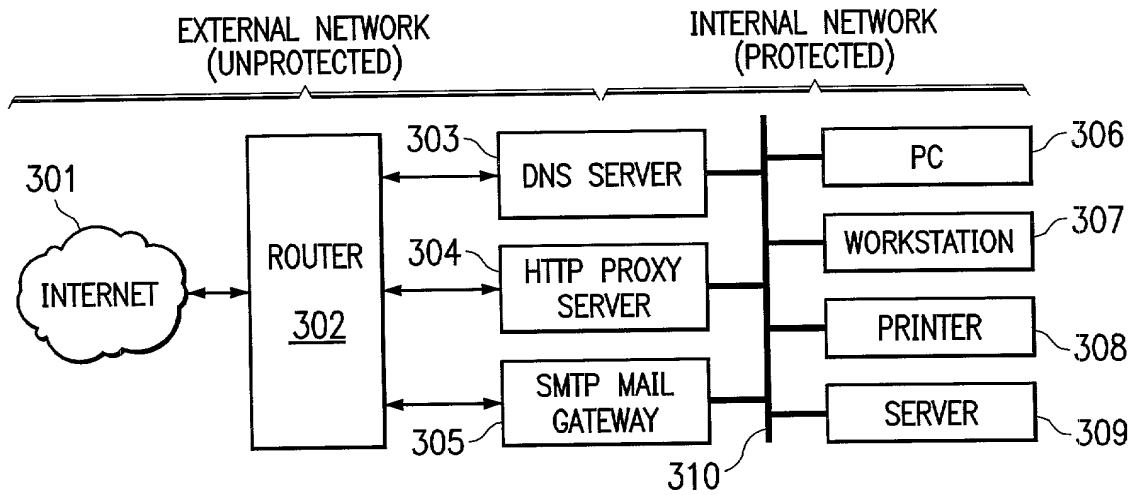 EXTERNAL NETWORK
(UNPROTECTED)
INTERNAL NETWORK
(PROTECTED)
301
INTERNET
ROUTER
302
303
DNS SERVER
304
HTTP PROXY
SERVER
305
SMTP MAIL
GATEWAY
310
PC
306
WORKSTATION
307
PRINTER
308
SERVER
309